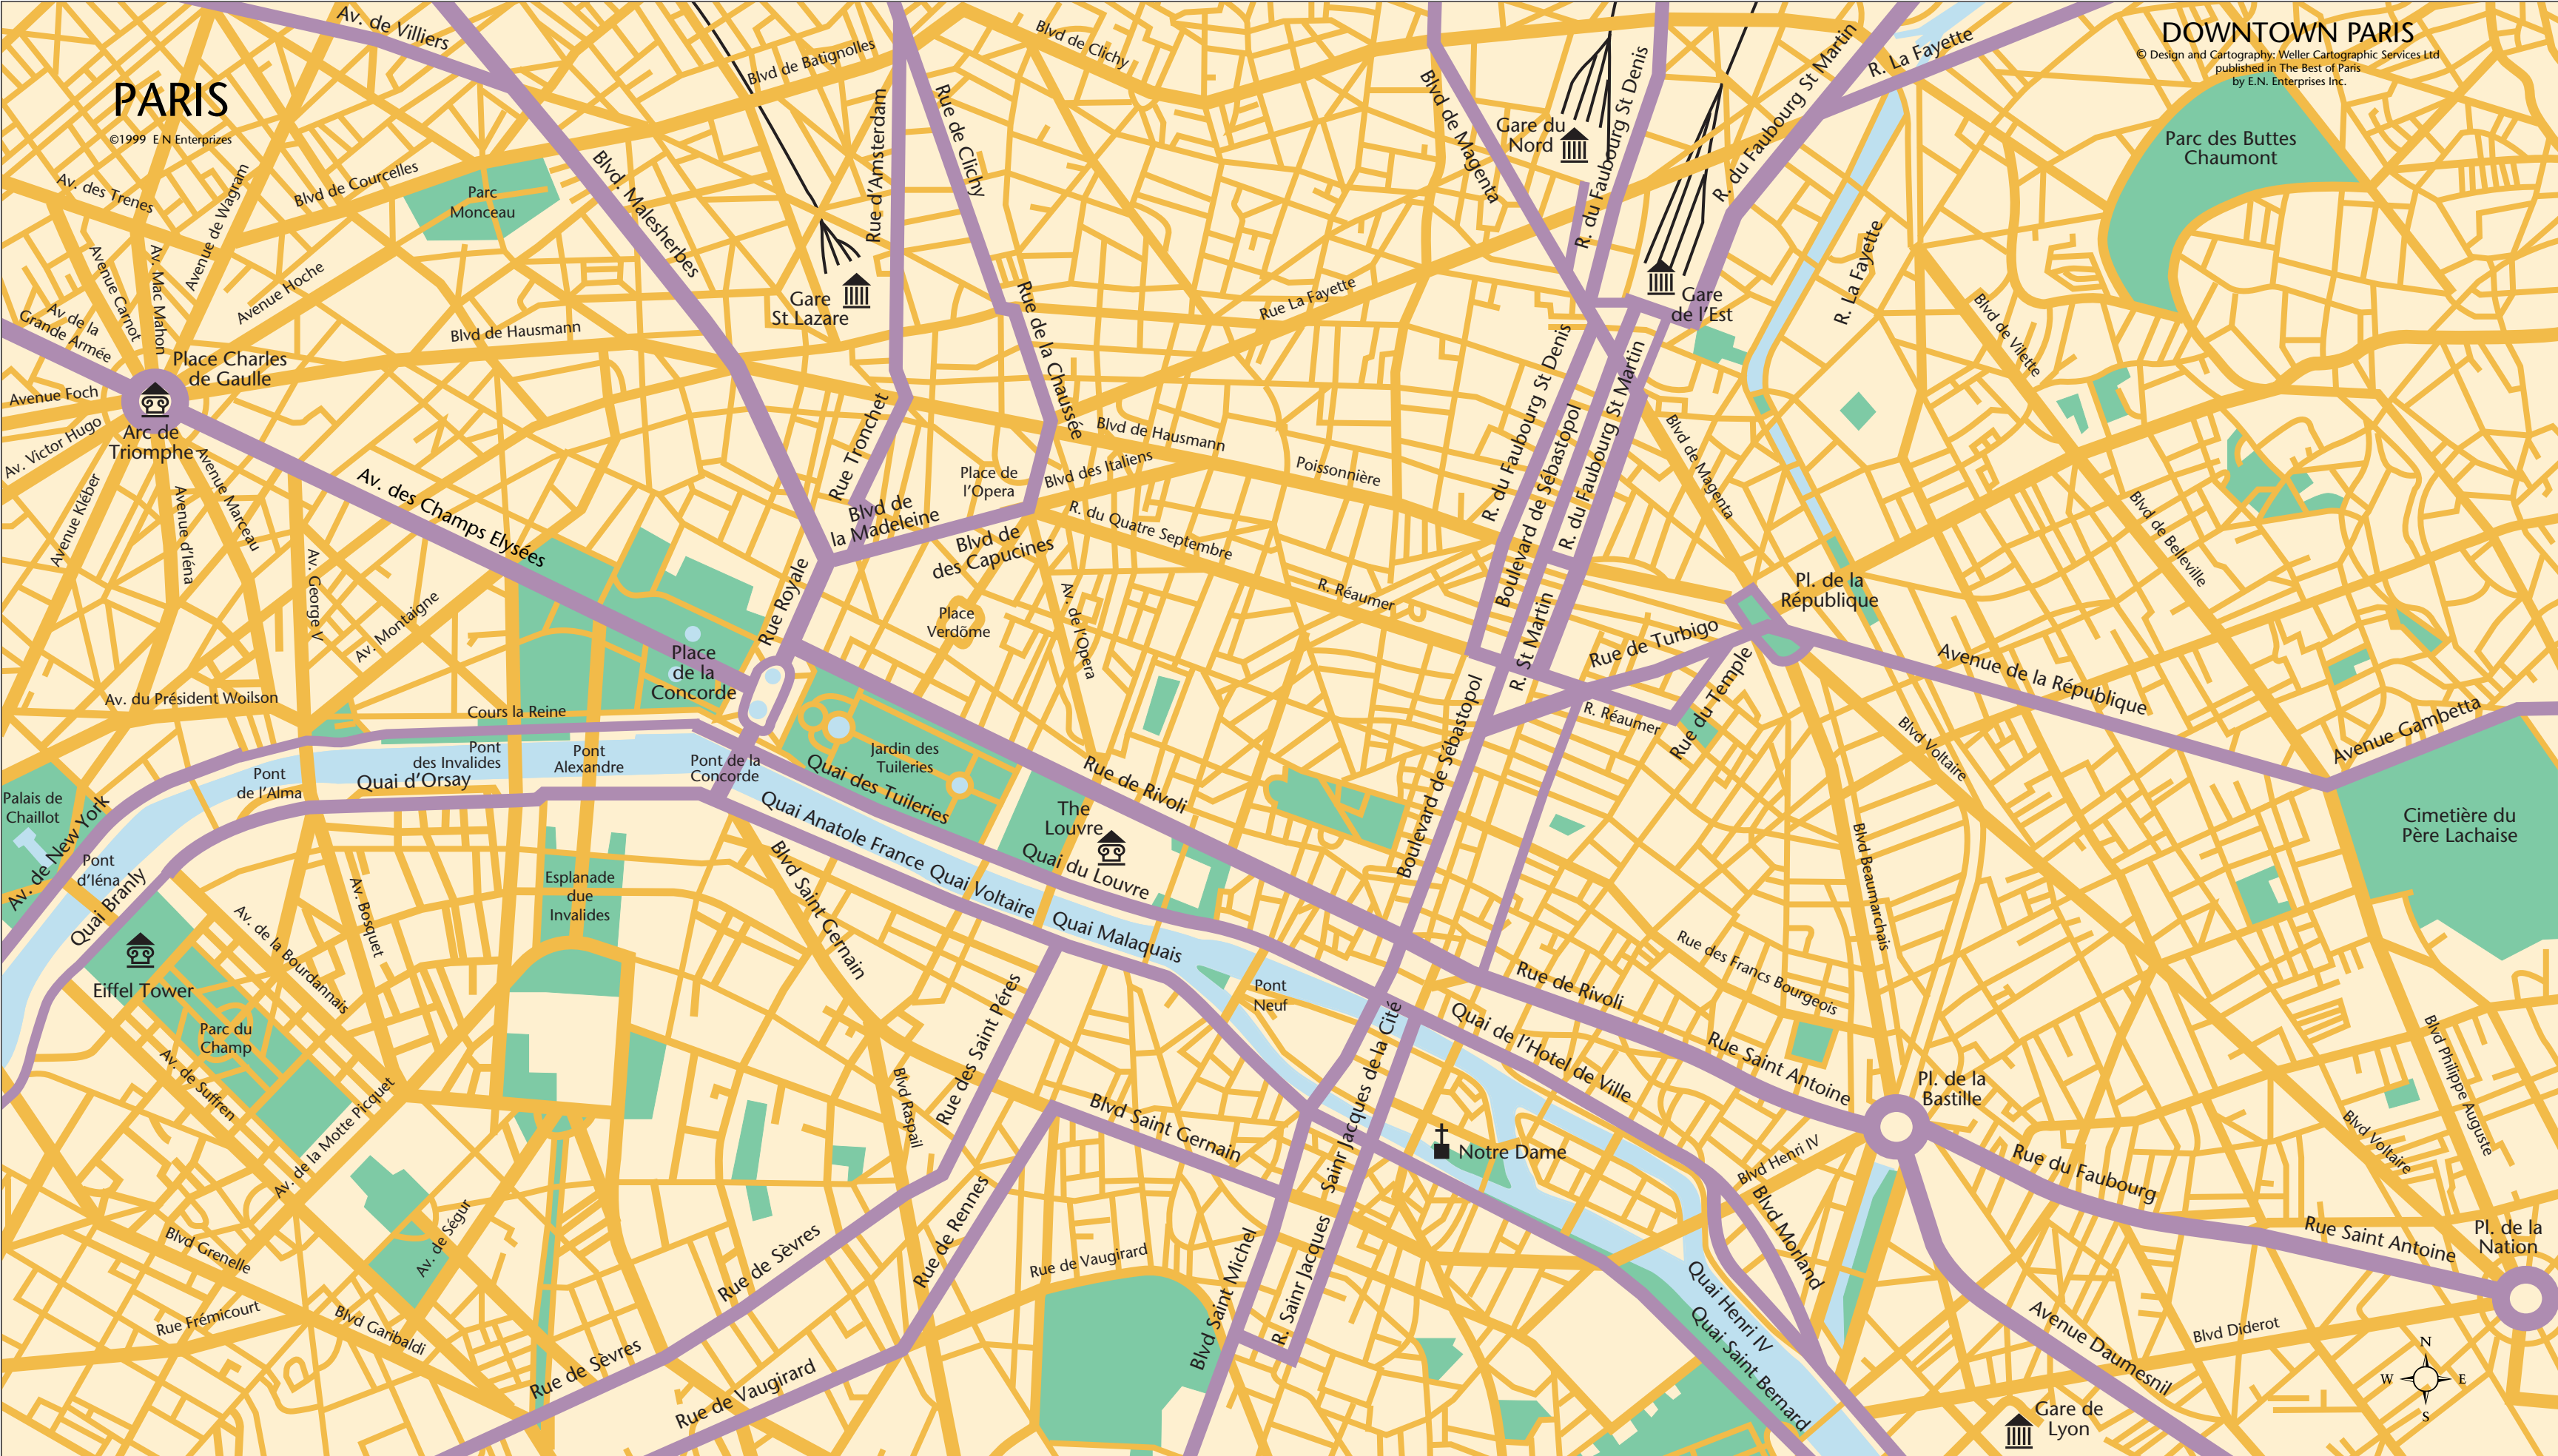 PARIS
©1999 E N Enterprizes
DOWNTOWN PARIS
© Design and Cartography: Weller Cartographic Services Ltd
published in The Best of Paris
by E.N. Enterprises Inc.
Av. de Villiers
Blvd de Batignolles
Blvd de Clichy
Rue d'Amsterdam
Rue de Clichy
Blvd de Magenta
Gare du
Nord
R. du Faubourg St Denis
R. du Faubourg St Martin
R. La Fayette
Parc des Buttes
Chaumont
Av. des Trenes
Av. Mac Mahon
Avenue de Wagram
Blvd de Courcelles
Parc
Monceau
Blvd. Malesherbes
Avenue Carnot
Avenue Hoche
Av de la
Grande Armée
Place Charles
de Gaulle
Blvd de Hausmann
Gare
St Lazare
Rue de la Chaussée
Rue La Fayette
Gare
de l'Est
R. La Fayette
Blvd de Vilette
Avenue Foch
Av. Victor Hugo
Arc de
Triomphe
Avenue Kléber
Avenue d'Iéna
Avenue Marceau
Av. des Champs Elysées
Rue Tronchet
Blvd de
la Madeleine
Place de
l'Opera
Blvd des Italiens
Blvd de Hausmann
Poissonnière
R. du Faubourg St Denis
Boulevard de Sébastopol
R. du Faubourg St Martin
Blvd de Magenta
Blvd de Belleville
Av. George V
Av. Montaigne
Rue Royale
Blvd de
des Capucines
R. du Quatre Septembre
R. Réaumer
Place
Verdöme
Av. de l'Opera
R. St Martin
Rue de Turbigo
Pl. de la
République
Avenue de la République
Avenue Gambetta
Place
de la
Concorde
Av. du Président Woilson
Cours la Reine
Pont
des Invalides
Pont
Alexandre
Pont de la
Concorde
Jardin des
Tuileries
Quai des Tuileries
Rue de Rivoli
R. Réaumer
Rue du Temple
Blvd Voltaire
Pont
de l'Alma
Quai d'Orsay
Palais de
Chaillot
Av. de New York
Pont
d'Iéna
Quai Branly
Quai Anatole France
Quai Voltaire
The
Louvre
Quai du Louvre
Quai Malaquais
Boulevard de Sébastopol
Blvd Beaumarchais
Cimetière du
Père Lachaise
Eiffel Tower
Av. de la Bourdannais
Av. Bosquet
Esplanade
due
Invalides
Blvd Saint Gernain
Pont
Neuf
Rue de Rivoli
Rue des Francs Bourgeois
Parc du
Champ
Av. de Suffren
Av. de la Motte Picquet
Rue des Saint Péres
Blvd Raspail
Blvd Saint Gernain
Sainr Jacques de la Cité
Quai de l'Hotel de Ville
Rue Saint Antoine
Pl. de la
Bastille
Blvd Philippe Auguste
Blvd Voltaire
Notre Dame
Blvd Henri IV
Blvd Morland
Rue du Faubourg
Rue Saint Antoine
Pl. de la
Nation
Blvd Grenelle
Av. de Ségur
Rue Frémicourt
Blvd Garibaldi
Rue de Sèvres
Rue de Rennes
Rue de Vaugirard
Blvd Saint Michel
R. Sainr Jacques
Quai Henri IV
Quai Saint Bernard
Avenue Daumesnil
Blvd Diderot
Rue de Sèvres
Rue de Vaugirard
Gare de
Lyon
N
W E
S